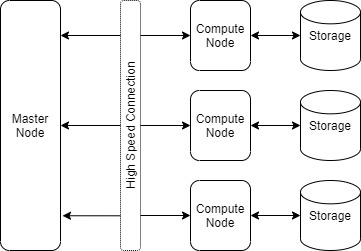 Master
Node
High Speed Connection
Compute
Node
Storage
Compute
Node
Storage
Compute
Node
Storage